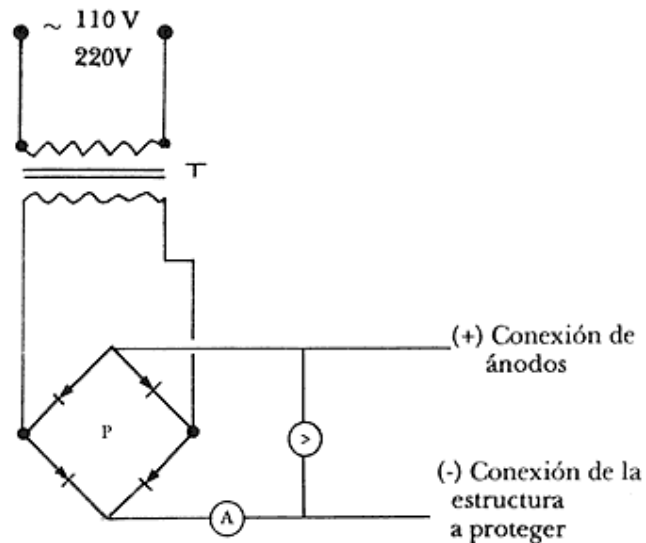 ~ 110 V
220V
T
(+) Conexión de
ánodos
P
V
(-) Conexión de la
estructura
a proteger
A